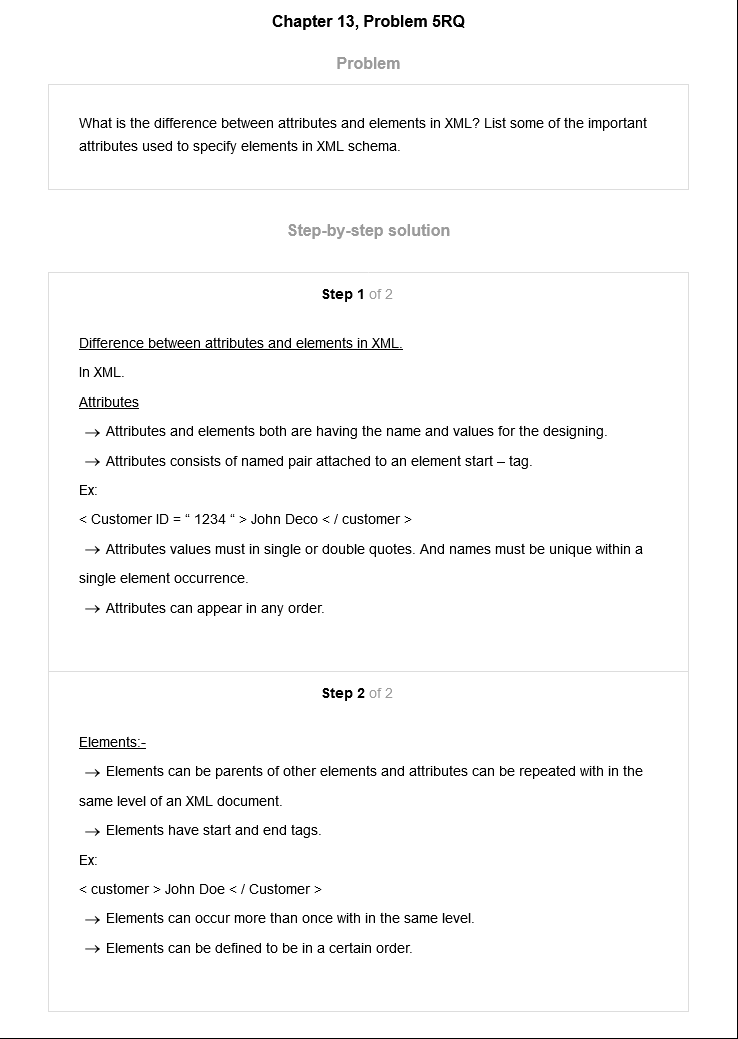 Chapter 13, Problem 5RQ
Problem
What is the difference between attributes and elements in XML? List some of the important
attributes used to specify elements in XML schema.
Step-by-step solution
Step 1 of 2
Difference between attributes and elements in XML.
In XML.
Attributes
→ Attributes and elements both are having the name and values for the designing.
→ Attributes consists of named pair attached to an element start – tag.
Ex:
< Customer ID = “ 1234 “ > John Deco < / customer >
→ Attributes values must in single or double quotes. And names must be unique within a
single element occurrence.
→ Attributes can appear in any order.
Step 2 of 2
Elements:-
→ Elements can be parents of other elements and attributes can be repeated with in the
same level of an XML document.
→ Elements have start and end tags.
Ex:
< customer > John Doe < / Customer >
→ Elements can occur more than once with in the same level.
→ Elements can be defined to be in a certain order.